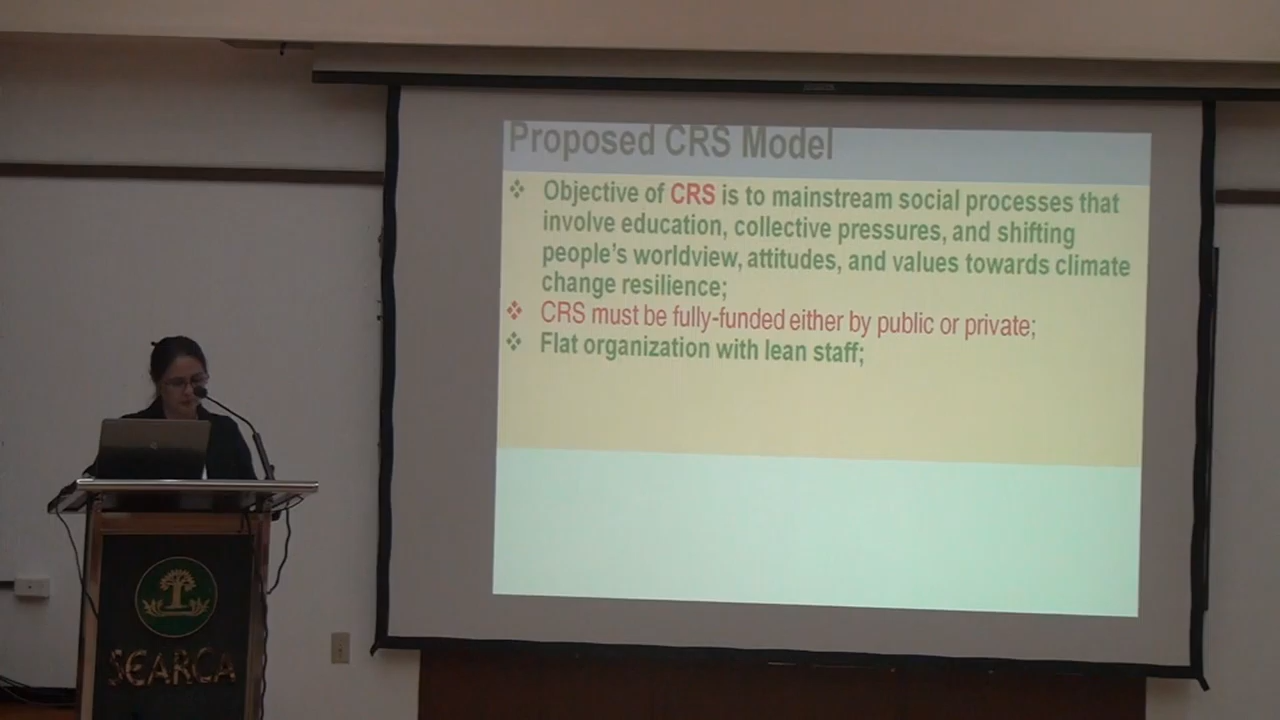 Proposed CRS Model
❖ Objective of CRS is to mainstream social processes that
involve education, collective pressures, and shifting
people's worldview, attitudes, and values towards climate
change resilience;
❖ CRS must be fully-funded either by public or private;
❖ Flat organization with lean staff;
SEARCA